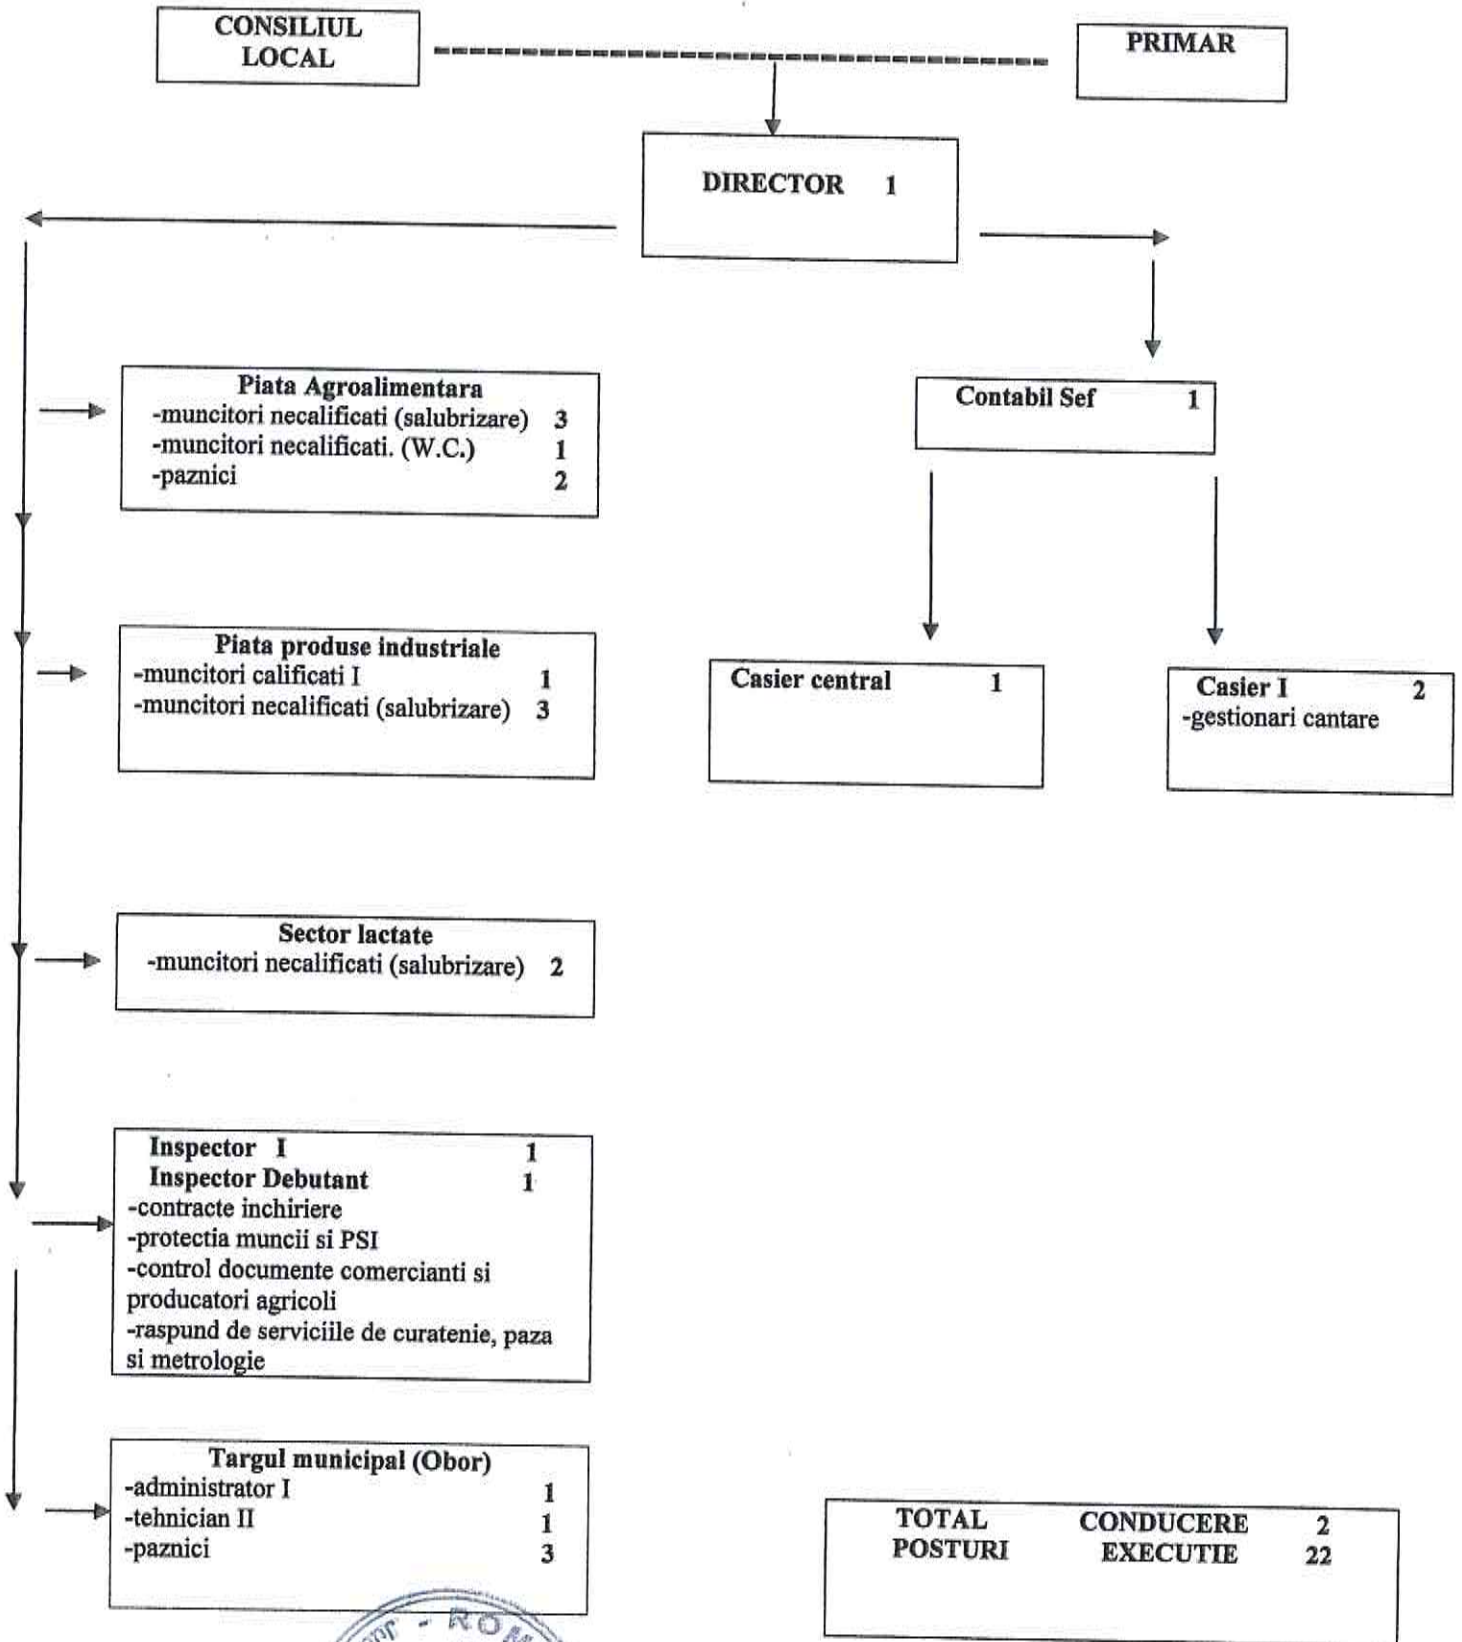 CONSILIUL
LOCAL
PRIMAR
DIRECTOR 1
Piata Agroalimentara
-muncitori necalificati (salubrizare) 3
-muncitori necalificati. (W.C.) 1
-paznici 2
Contabil Sef 1
Piata produse industriale
-muncitori calificati I 1
-muncitori necalificati (salubrizare) 3
Casier central 1
Casier I 2
-gestionari cantare
Sector lactate
-muncitori necalificati (salubrizare) 2
Inspector I 1
Inspector Debutant 1
-contracte inchiriere
-protectia muncii si PSI
-control documente comercianti si
producatori agricoli
-raspund de serviciile de curatenie, paza
si metrologie
Targul municipal (Obor)
-administrator I 1
-tehnician II 1
-paznici 3
TOTAL CONDUCERE 2
POSTURI EXECUTIE 22